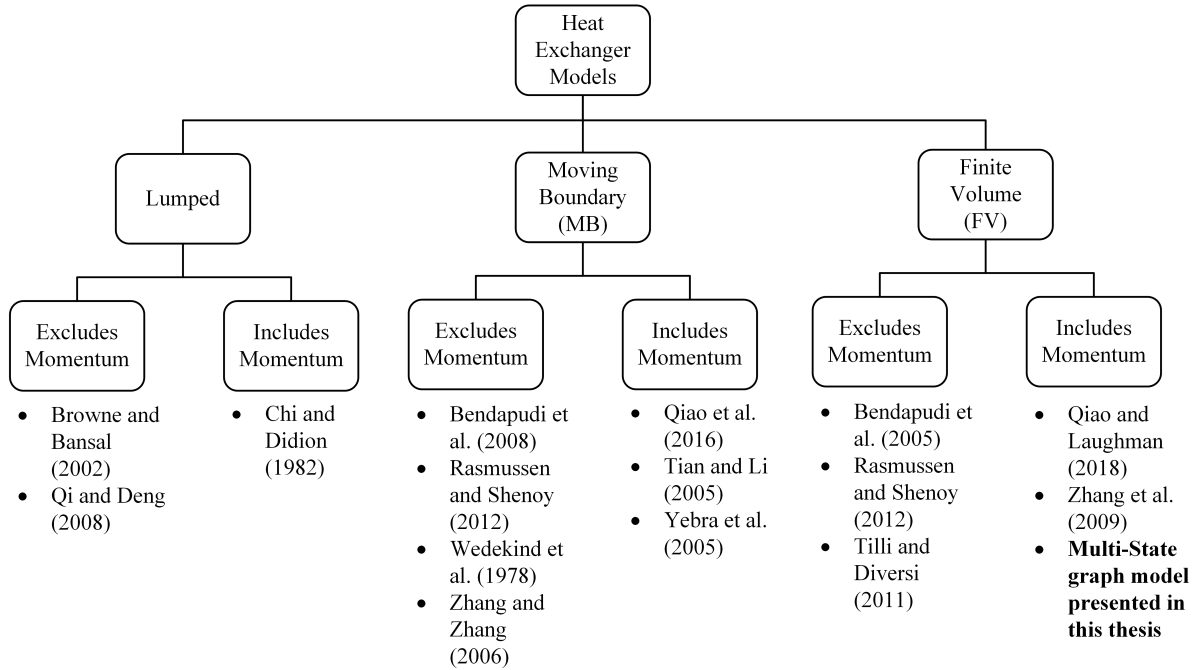 Heat
Exchanger
Models
Lumped
Moving
Boundary
(MB)
Finite
Volume
(FV)
Excludes
Momentum
Includes
Momentum
Excludes
Momentum
Includes
Momentum
Excludes
Momentum
Includes
Momentum
• Browne and
Bansal
(2002)
• Qi and Deng
(2008)
• Chi and
Didion
(1982)
• Bendapudi et
al. (2008)
• Rasmussen
and Shenoy
(2012)
• Wedekind et
al. (1978)
• Zhang and
Zhang
(2006)
• Qiao et al.
(2016)
• Tian and Li
(2005)
• Yebra et al.
(2005)
• Bendapudi et
al. (2005)
• Rasmussen
and Shenoy
(2012)
• Tilli and
Diversi
(2011)
• Qiao and
Laughman
(2018)
• Zhang et al.
(2009)
• Multi-State
graph model
presented in
this thesis